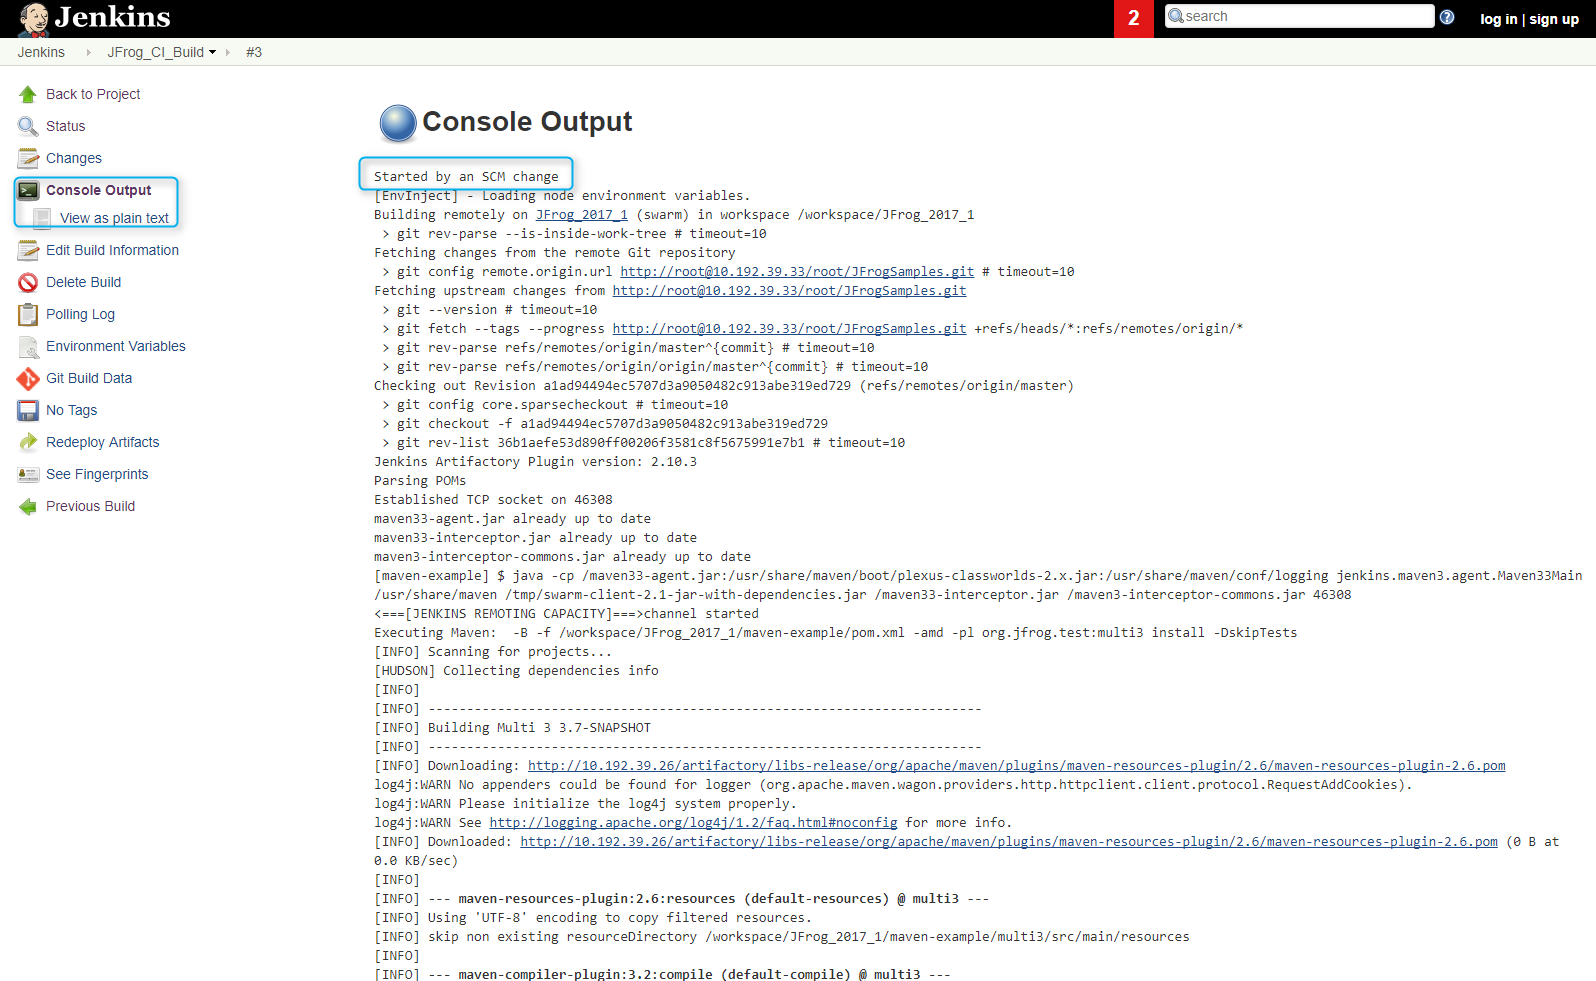 Jenkins
2
search
log in | sign up
Jenkins
JFrog_CI_Build
#3
Back to Project
Status
Changes
Console Output
View as plain text
Edit Build Information
Delete Build
Polling Log
Environment Variables
Git Build Data
No Tags
Redeploy Artifacts
See Fingerprints
Previous Build
Console Output
Started by an SCM change
[EnvInject] - Loading node environment variables.
Building remotely on JFrog_2017_1 (swarm) in workspace /workspace/JFrog_2017_1
> git rev-parse --is-inside-work-tree # timeout=10
Fetching changes from the remote Git repository
> git config remote.origin.url http://root@10.192.39.33/root/JFrogSamples.git # timeout=10
Fetching upstream changes from http://root@10.192.39.33/root/JFrogSamples.git
> git --version # timeout=10
> git fetch --tags --progress http://root@10.192.39.33/root/JFrogSamples.git +refs/heads/*:refs/remotes/origin/*
> git rev-parse refs/remotes/origin/master^{commit} # timeout=10
> git rev-parse refs/remotes/origin/origin/master^{commit} # timeout=10
Checking out Revision a1ad94494ec5707d3a9050482c913abe319ed729 (refs/remotes/origin/master)
> git config core.sparsecheckout # timeout=10
> git checkout -f a1ad94494ec5707d3a9050482c913abe319ed729
> git rev-list 36b1aefe53d890ff00206f3581c8f5675991e7b1 # timeout=10
Jenkins Artifactory Plugin version: 2.10.3
Parsing POMs
Established TCP socket on 46308
maven33-agent.jar already up to date
maven33-interceptor.jar already up to date
maven3-interceptor-commons.jar already up to date
[maven-example] $ java -cp /maven33-agent.jar:/usr/share/maven/boot/plexus-classworlds-2.x.jar:/usr/share/maven/conf/logging jenkins.maven3.agent.Maven33Main
/usr/share/maven /tmp/swarm-client-2.1-jar-with-dependencies.jar /maven33-interceptor.jar /maven3-interceptor-commons.jar 46308
<===[JENKINS REMOTING CAPACITY]===>channel started
Executing Maven:  -B -f /workspace/JFrog_2017_1/maven-example/pom.xml -amd -pl org.jfrog.test:multi3 install -DskipTests
[INFO] Scanning for projects...
[HUDSON] Collecting dependencies info
[INFO]
[INFO] ------------------------------------------------------------------------
[INFO] Building Multi 3 3.7-SNAPSHOT
[INFO] ------------------------------------------------------------------------
[INFO] Downloading: http://10.192.39.26/artifactory/libs-release/org/apache/maven/plugins/maven-resources-plugin/2.6/maven-resources-plugin-2.6.pom
log4j:WARN No appenders could be found for logger (org.apache.maven.wagon.providers.http.httpclient.client.protocol.RequestAddCookies).
log4j:WARN Please initialize the log4j system properly.
log4j:WARN See http://logging.apache.org/log4j/1.2/faq.html#noconfig for more info.
[INFO] Downloaded: http://10.192.39.26/artifactory/libs-release/org/apache/maven/plugins/maven-resources-plugin/2.6/maven-resources-plugin-2.6.pom (0 B at
0.0 KB/sec)
[INFO]
[INFO] --- maven-resources-plugin:2.6:resources (default-resources) @ multi3 ---
[INFO] Using 'UTF-8' encoding to copy filtered resources.
[INFO] skip non existing resourceDirectory /workspace/JFrog_2017_1/maven-example/multi3/src/main/resources
[INFO]
[INFO] --- maven-compiler-plugin:3.2:compile (default-compile) @ multi3 ---